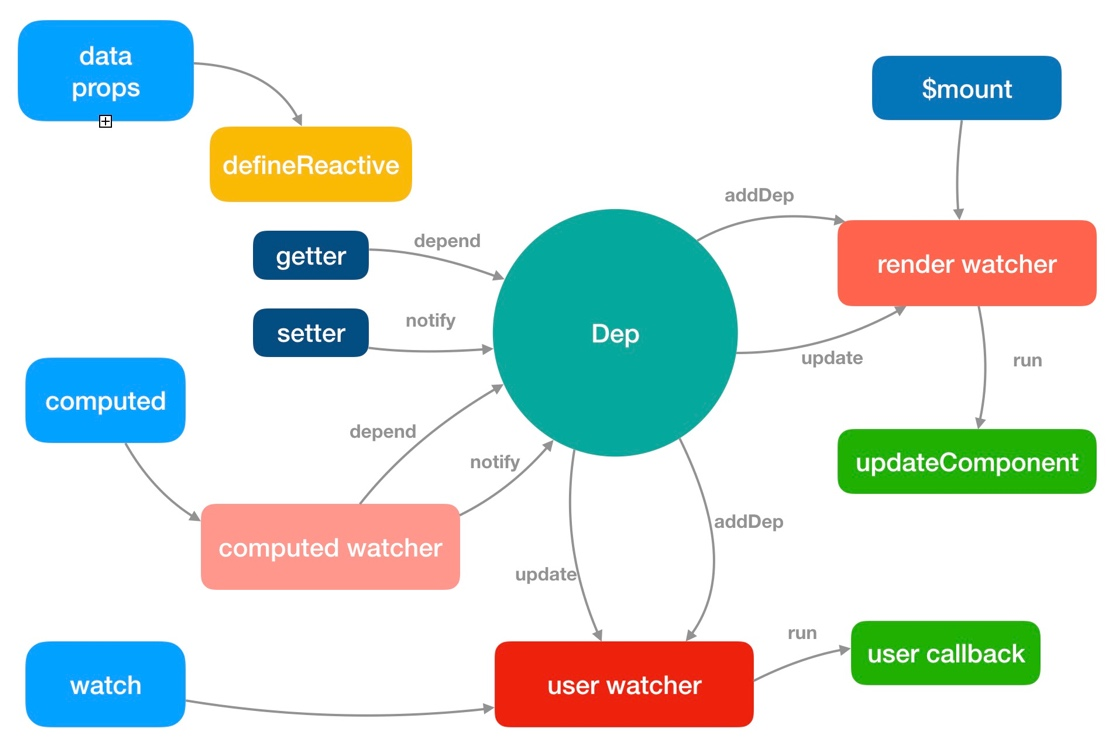 data
props
$mount
defineReactive
addDep
getter
depend
render watcher
setter
notify
Dep
update
run
computed
depend
notify
updateComponent
computed watcher
addDep
update
watch
user watcher
run
user callback